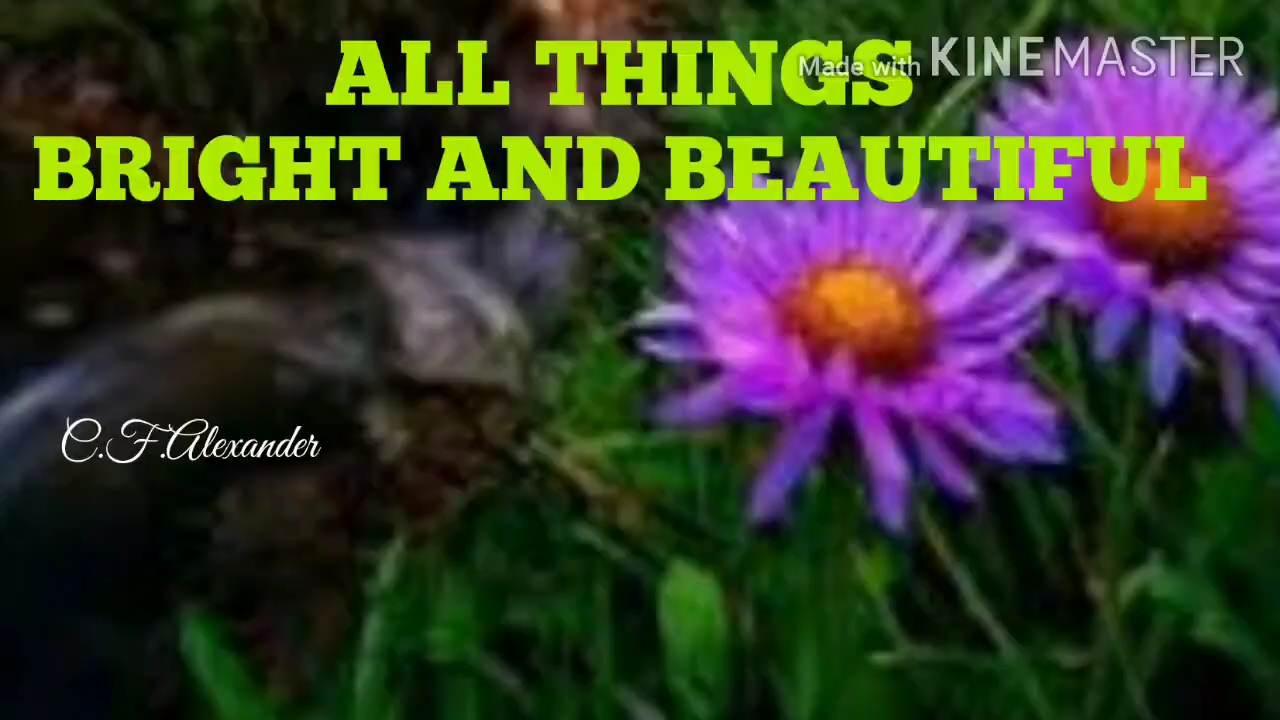 ALL THINGS
Made with KINEMASTER
BRIGHT AND BEAUTIFUL
C.F.Alexander